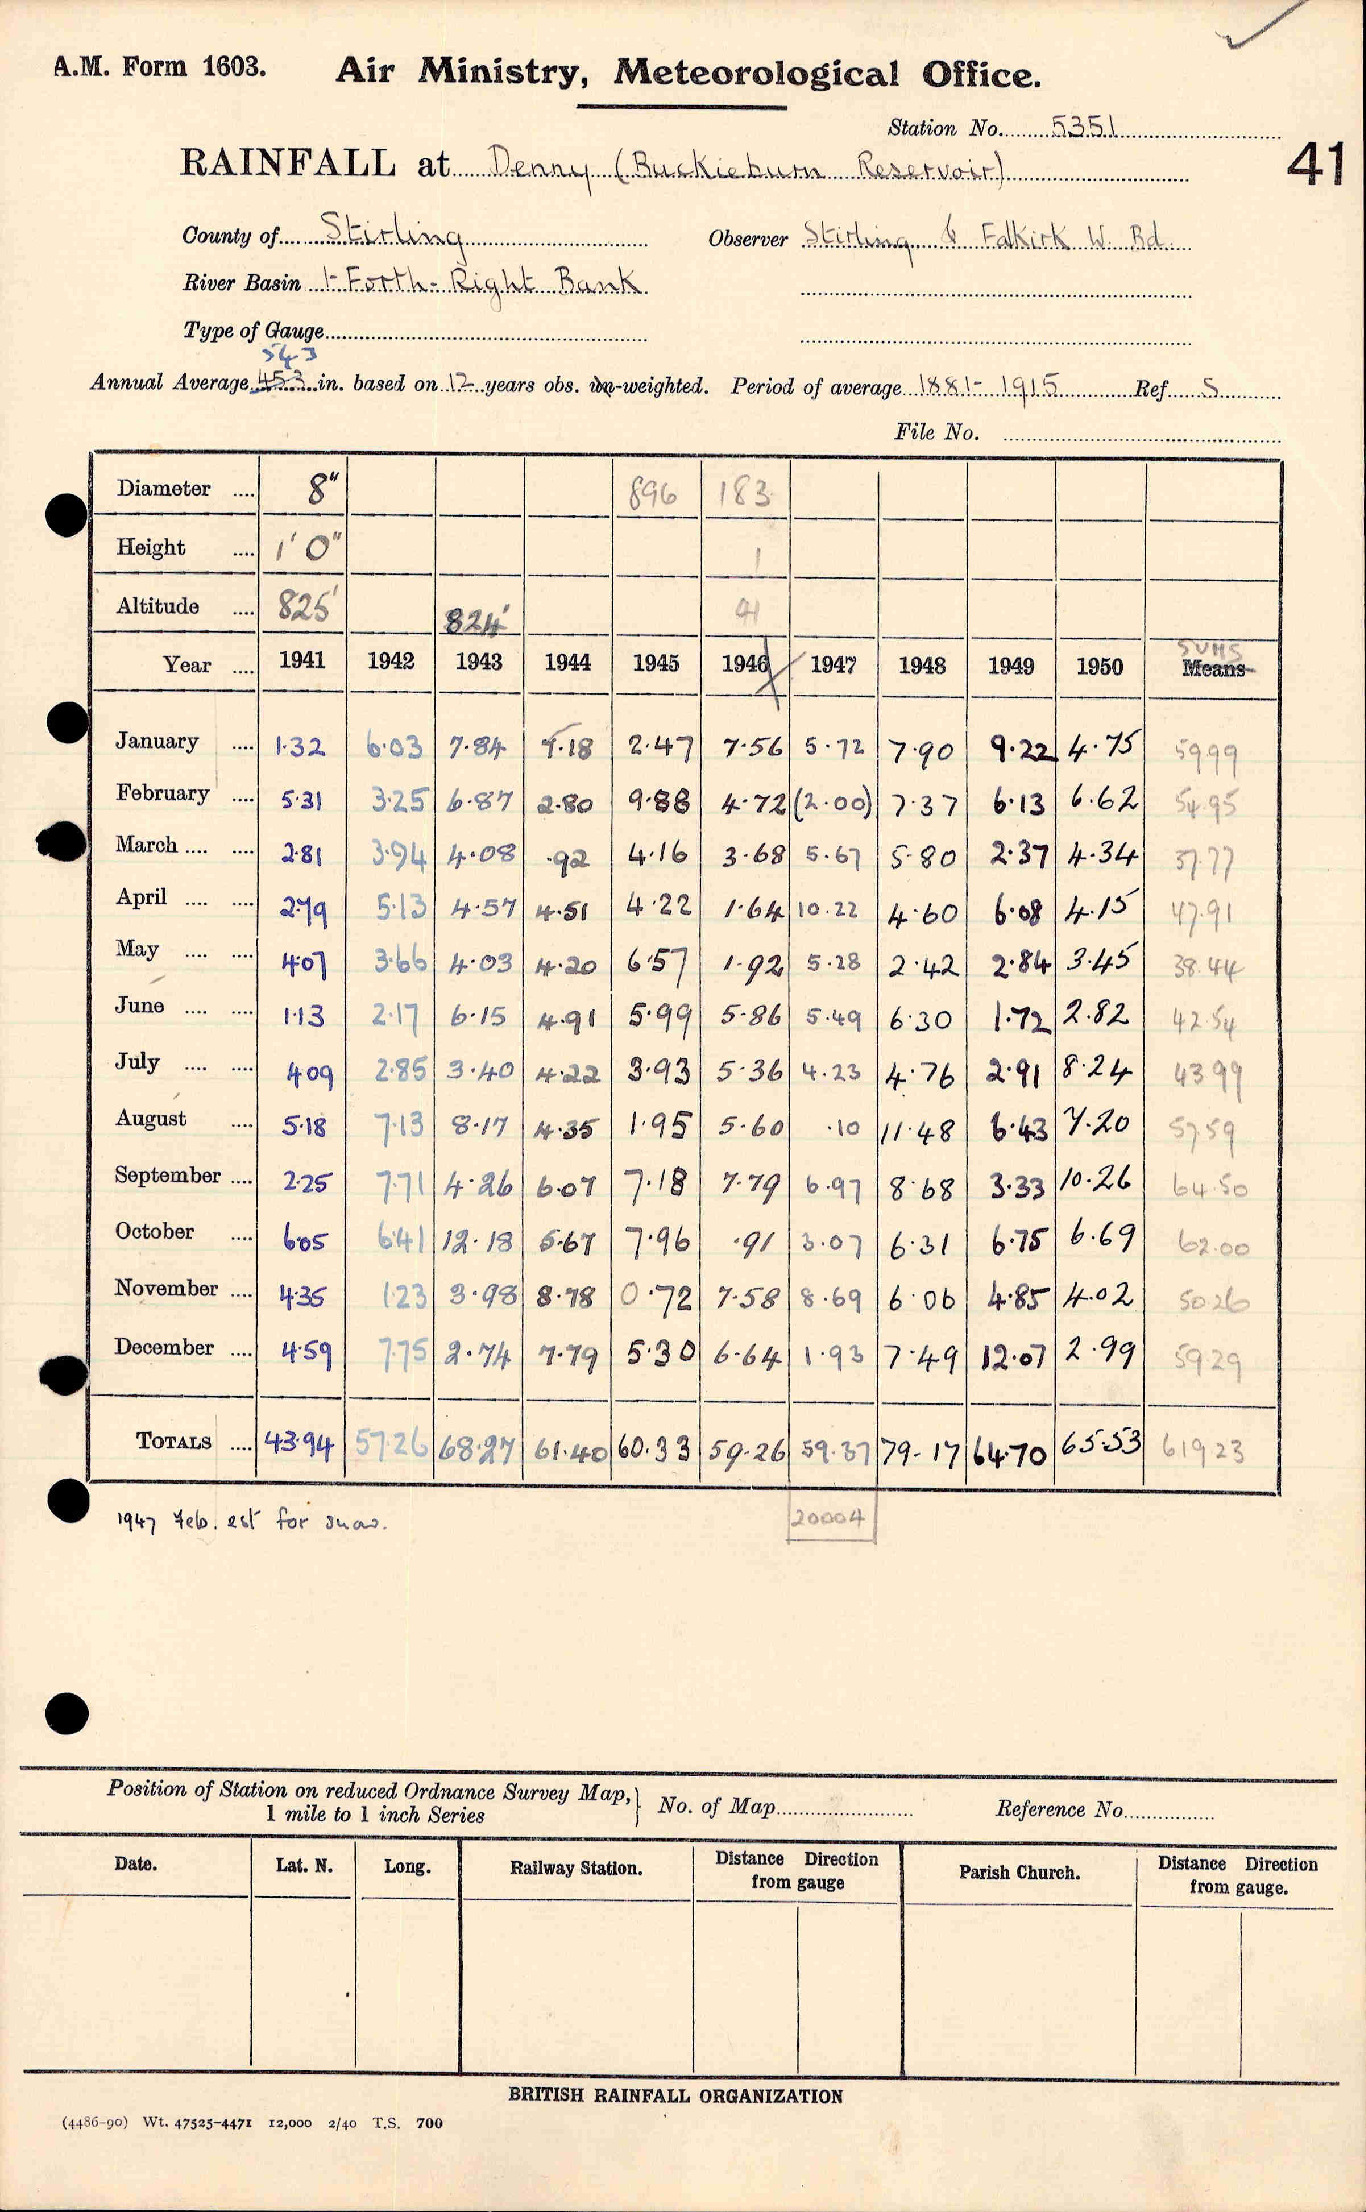 A.M. Form 1603. Air Ministry, Meteorological Office.
Station No. 5351
41
RAINFALL at Denny (Buckieburn Reservoir)
County of Stirling Observer Stirling & Falkirk W. Bd.
River Basin 1-Forth-Right Bank
Type of Gauge
543
Annual Average 453 in. based on 12 years obs. un-weighted. Period of average 1881-1915 Ref S
File No.
Diameter .... 8" 896 183
Height .... 1' 0" 1
Altitude .... 825' 824' 41
SUMS
Year .... 1941 1942 1943 1944 1945 1946 1947 1948 1949 1950 Means
January .... 1.32 6.03 7.84 7.18 2.47 7.56 5.72 7.90 9.22 4.75 59.99
February .... 5.31 3.25 6.87 2.80 9.88 4.72 (2.00) 7.37 6.13 6.62 54.95
March .... .... 2.81 3.94 4.08 .92 4.16 3.68 5.67 5.80 2.37 4.34 37.77
April .... .... 2.79 5.13 4.57 4.51 4.22 1.64 10.22 4.60 6.08 4.15 47.91
May .... .... 4.07 3.66 4.03 4.20 6.57 1.92 5.28 2.42 2.84 3.45 38.44
June .... .... 1.13 2.17 6.15 4.91 5.99 5.86 5.49 6.30 1.72 2.82 42.54
July .... .... 4.09 2.85 3.40 4.22 3.93 5.36 4.23 4.76 2.91 8.24 43.99
August .... 5.18 7.13 8.17 4.35 1.95 5.60 .10 11.48 6.43 7.20 57.59
September .... 2.25 7.71 4.26 6.07 7.18 7.79 6.97 8.68 3.33 10.26 64.50
October .... 6.05 6.41 12.18 5.67 7.96 .91 3.07 6.31 6.75 6.69 62.00
November .... 4.35 1.23 3.98 8.78 0.72 7.58 8.69 6.06 4.85 4.02 50.26
December .... 4.59 7.75 2.74 7.79 5.30 6.64 1.93 7.49 12.07 2.99 59.29
TOTALS .... 43.94 57.26 68.27 61.40 60.33 59.26 59.37 79.17 64.70 65.53 619.23
1947 Feb. est for snow. 20004
Position of Station on reduced Ordnance Survey Map, 1 mile to 1 inch Series No. of Map Reference No.
Date. Lat. N. Long. Railway Station. Distance Direction from gauge Parish Church. Distance Direction from gauge.
BRITISH RAINFALL ORGANIZATION
(4486-90) Wt. 47525-4471 12,000 2/40 T.S. 700